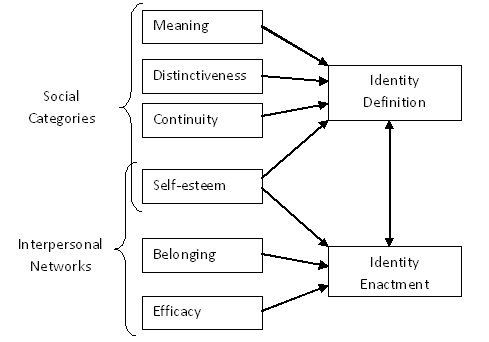 Meaning
Distinctiveness
Social
Categories
Continuity
Self-esteem
Interpersonal
Networks
Belonging
Efficacy
Identity
Definition
Identity
Enactment